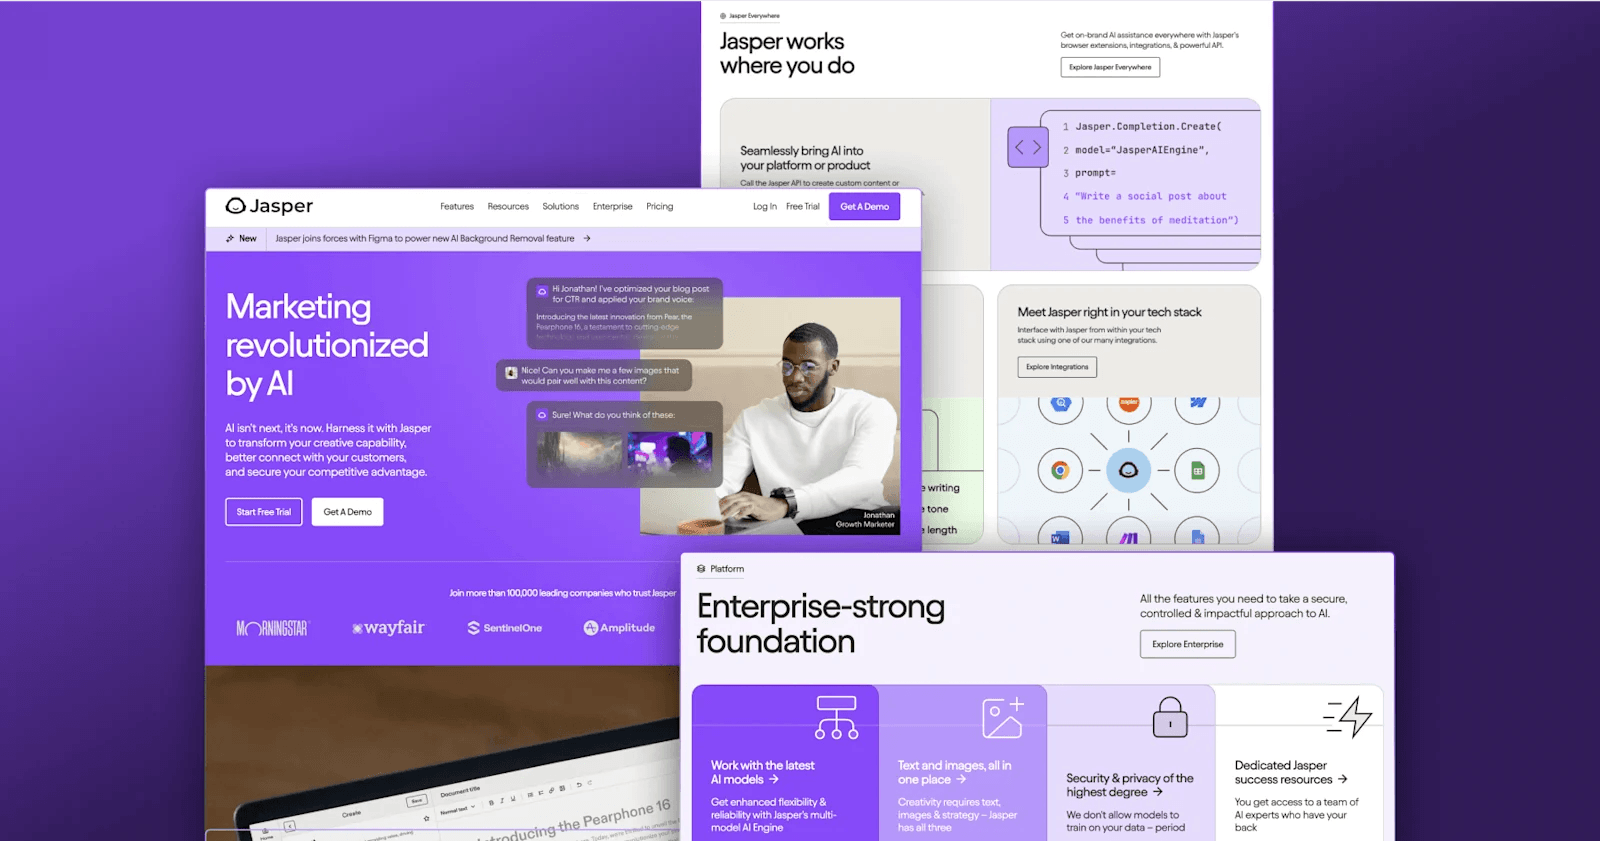 Jasper Everywhere
Jasper works
where you do
Get on-brand AI assistance everywhere with Jasper's
browser extensions, integrations, & powerful API.
Explore Jasper Everywhere
Seamlessly bring AI into
your platform or product
Call the Jasper API to create custom content or
1 Jasper.Completion.Create(
2 model="JasperAIEngine",
3 prompt=
4 "Write a social post about
5 the benefits of meditation")
Jasper
Features Resources Solutions Enterprise Pricing
Log In Free Trial Get A Demo
New Jasper joins forces with Figma to power new AI Background Removal feature →
Marketing
revolutionized
by AI
AI isn't next, it's now. Harness it with Jasper
to transform your creative capability,
better connect with your customers,
and secure your competitive advantage.
Start Free Trial Get A Demo
Hi Jonathan! I've optimized your blog post
for CTR and applied your brand voice:
Introducing the latest innovation from Pear, the
Pearphone 16, a testament to cutting-edge
Nice! Can you make me a few images that
would pair well with this content?
Sure! What do you think of these:
Jonathan
Growth Marketer
Meet Jasper right in your tech stack
Interface with Jasper from within your tech
stack using one of our many integrations.
Explore Integrations
zapier
W
writing
tone
length
Join more than 100,000 leading companies who trust Jasper
MORNINGSTAR wayfair SentinelOne Amplitude
Platform
Enterprise-strong
foundation
All the features you need to take a secure,
controlled & impactful approach to AI.
Explore Enterprise
Work with the latest
AI models →
Get enhanced flexibility &
reliability with Jasper's multi-
model AI Engine
Text and images, all in
one place →
Creativity requires text,
images & strategy – Jasper
has all three
Security & privacy of the
highest degree →
We don't allow models to
train on your data – period
Dedicated Jasper
success resources →
You get access to a team of
AI experts who have your
back
Create
Save
Document title
Normal text
B I U
Home
Introducing the Pearphone 16